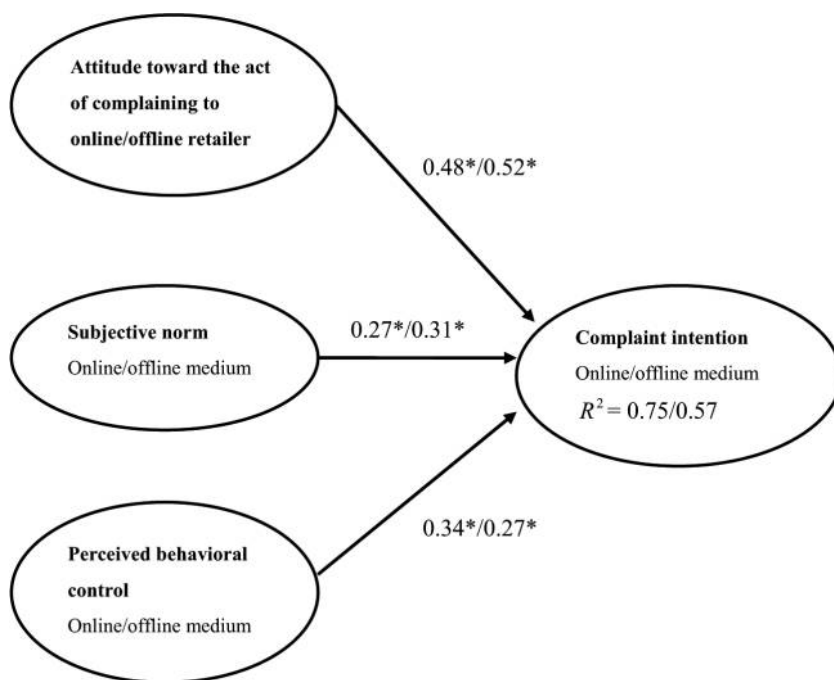 Attitude toward the act
of complaining to
online/offline retailer
0.48*/0.52*
Subjective norm
Online/offline medium
0.27*/0.31*
Complaint intention
Online/offline medium
R² = 0.75/0.57
0.34*/0.27*
Perceived behavioral
control
Online/offline medium